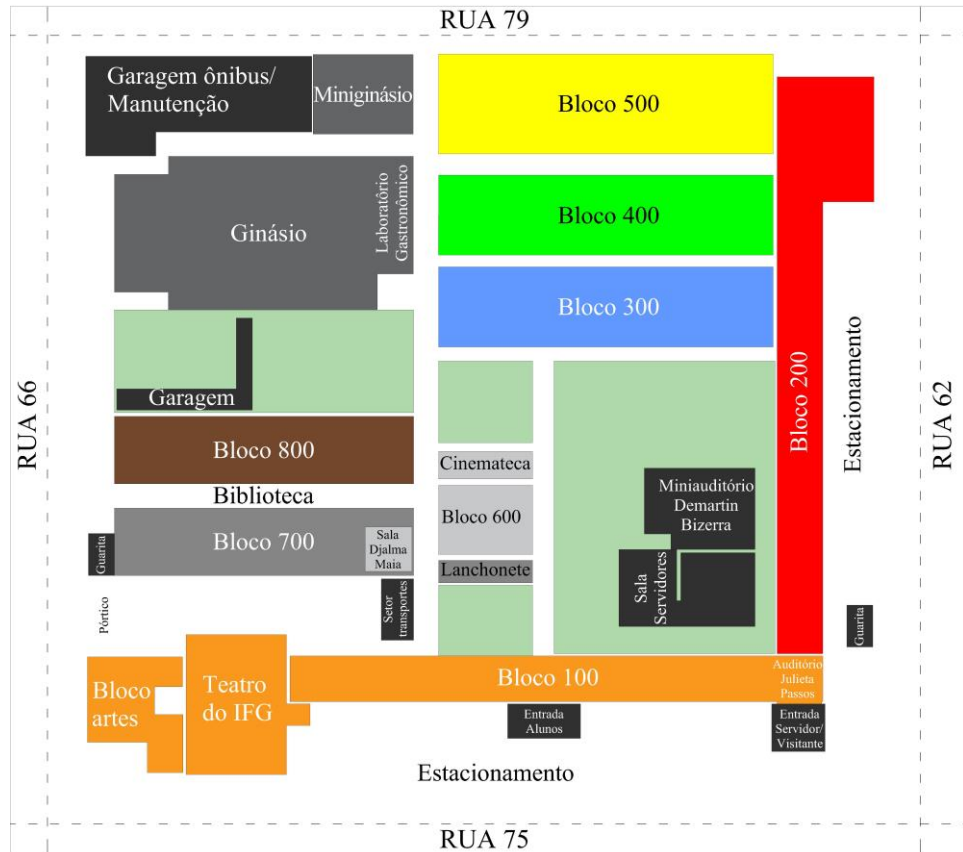 RUA 79
Garagem ônibus/
Manutenção
Miniginásio
Bloco 500
Bloco 400
Ginásio
Laboratório
Gastronômico
Bloco 300
Garagem
Bloco 200
Estacionamento
RUA 66
RUA 62
Bloco 800
Cinemateca
Biblioteca
Miniauditório
Demartin
Bizerra
Bloco 600
Guarita
Bloco 700
Sala
Djalma
Maia
Lanchonete
Sala
Servidores
Pórtico
Setor
transportes
Guarita
Bloco
artes
Teatro
do IFG
Bloco 100
Auditório
Julieta
Passos
Entrada
Alunos
Entrada
Servidor/
Visitante
Estacionamento
RUA 75